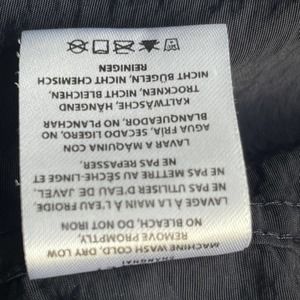 SHANGHAI
MACHINE WASH COLD, DRY LOW
REMOVE PROMPTLY,
NO BLEACH, DO NOT IRON
LAVAGE À LA MAIN À L'EAU FROIDE.
NE PAS UTILISER D'EAU DE JAVEL.
NE PAS METTRE AU SÈCHE-LINGE
NE PAS REPASSER.
LAVAR A MÁQUINA CON
AGUA FRÍA, NO SECADO LIGERO, NO
BLANQUEADOR, NO PLANCHAR
KALTWÄSCHE, HÄNGEND
TROCKNEN, NICHT BLEICHEN,
NICHT BÜGELN, NICHT CHEMISCH
REINIGEN